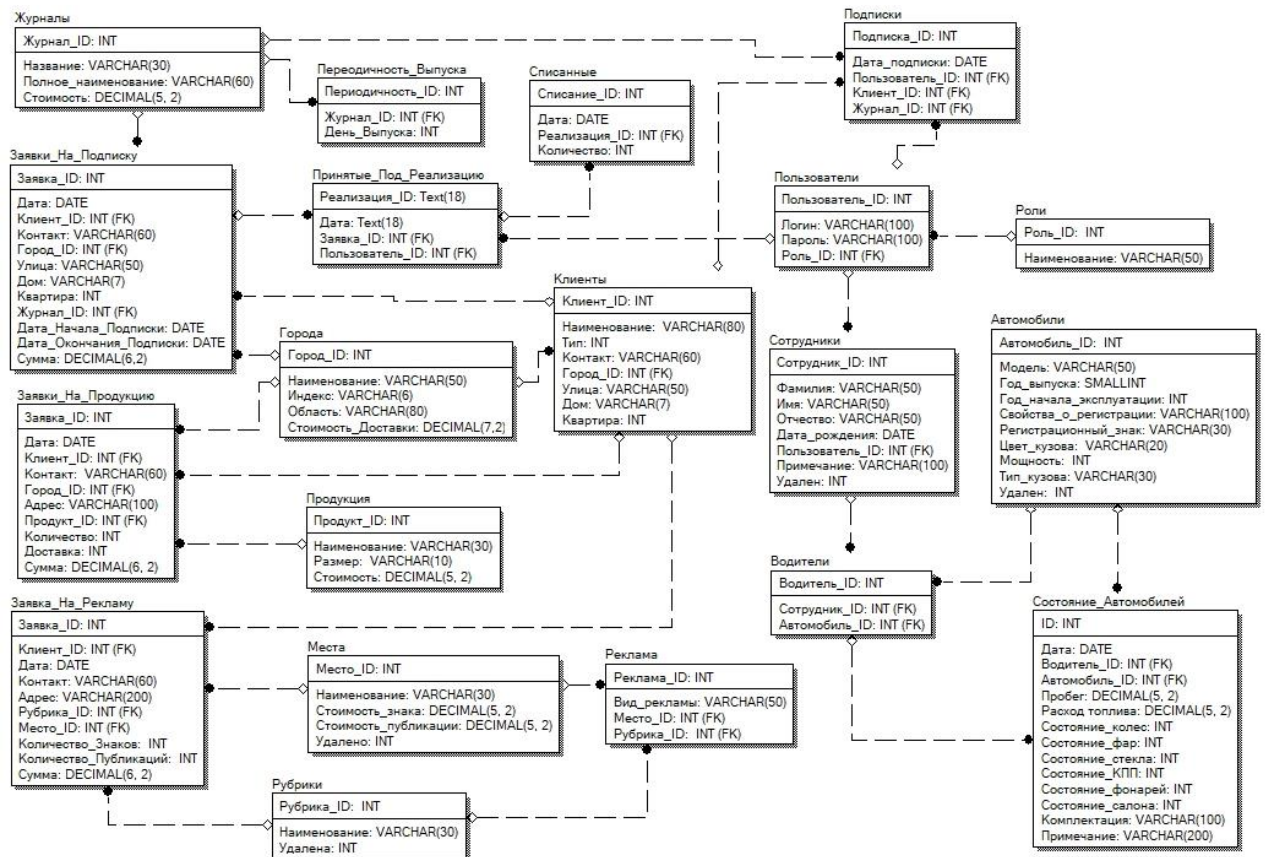 Журналы
Журнал_ID: INT
Название: VARCHAR(30)
Полное_наименование: VARCHAR(60)
Стоимость: DECIMAL(5, 2)
Переодичность_Выпуска
Периодичность_ID: INT
Журнал_ID: INT (FK)
День_Выпуска: INT
Списанные
Списание_ID: INT
Дата: DATE
Реализация_ID: INT (FK)
Количество: INT
Подписки
Подписка_ID: INT
Дата_подписки: DATE
Пользователь_ID: INT (FK)
Клиент_ID: INT (FK)
Журнал_ID: INT (FK)
Заявки_На_Подписку
Заявка_ID: INT
Дата: DATE
Клиент_ID: INT (FK)
Контакт: VARCHAR(60)
Город_ID: INT (FK)
Улица: VARCHAR(50)
Дом: VARCHAR(7)
Квартира: INT
Журнал_ID: INT (FK)
Дата_Начала_Подписки: DATE
Дата_Окончания_Подписки: DATE
Сумма: DECIMAL(6,2)
Принятые_Под_Реализацию
Реализация_ID: Text(18)
Дата: Text(18)
Заявка_ID: INT (FK)
Пользователь_ID: INT (FK)
Пользователи
Пользователь_ID: INT
Логин: VARCHAR(100)
Пароль: VARCHAR(100)
Роль_ID: INT (FK)
Роли
Роль_ID: INT
Наименование: VARCHAR(50)
Клиенты
Клиент_ID: INT
Наименование: VARCHAR(80)
Тип: INT
Контакт: VARCHAR(60)
Город_ID: INT (FK)
Улица: VARCHAR(50)
Дом: VARCHAR(7)
Квартира: INT
Города
Город_ID: INT
Наименование: VARCHAR(50)
Индекс: VARCHAR(6)
Область: VARCHAR(80)
Стоимость_Доставки: DECIMAL(7,2)
Сотрудники
Сотрудник_ID: INT
Фамилия: VARCHAR(50)
Имя: VARCHAR(50)
Отчество: VARCHAR(50)
Дата_рождения: DATE
Пользователь_ID: INT (FK)
Примечание: VARCHAR(100)
Удален: INT
Автомобили
Автомобиль_ID: INT
Модель: VARCHAR(50)
Год_выпуска: SMALLINT
Год_начала_эксплуатации: INT
Свойства_о_регистрации: VARCHAR(100)
Регистрационный_знак: VARCHAR(30)
Цвет_кузова: VARCHAR(20)
Мощность: INT
Тип_кузова: VARCHAR(30)
Удален: INT
Заявки_На_Продукцию
Заявка_ID: INT
Дата: DATE
Клиент_ID: INT (FK)
Контакт: VARCHAR(60)
Город_ID: INT (FK)
Адрес: VARCHAR(100)
Продукт_ID: INT (FK)
Количество: INT
Доставка: INT
Сумма: DECIMAL(6, 2)
Продукция
Продукт_ID: INT
Наименование: VARCHAR(30)
Размер: VARCHAR(10)
Стоимость: DECIMAL(5, 2)
Водители
Водитель_ID: INT
Сотрудник_ID: INT (FK)
Автомобиль_ID: INT (FK)
Состояние_Автомобилей
ID: INT
Дата: DATE
Водитель_ID: INT (FK)
Автомобиль_ID: INT (FK)
Пробег: DECIMAL(5, 2)
Расход топлива: DECIMAL(5, 2)
Состояние_колес: INT
Состояние_фар: INT
Состояние_стекла: INT
Состояние_КПП: INT
Состояние_фонарей: INT
Состояние_салона: INT
Комплектация: VARCHAR(100)
Примечание: VARCHAR(200)
Заявка_На_Рекламу
Заявка_ID: INT
Клиент_ID: INT (FK)
Дата: DATE
Контакт: VARCHAR(60)
Адрес: VARCHAR(200)
Рубрика_ID: INT (FK)
Место_ID: INT (FK)
Количество_Знаков: INT
Количество_Публикаций: INT
Сумма: DECIMAL(6, 2)
Места
Место_ID: INT
Наименование: VARCHAR(30)
Стоимость_знака: DECIMAL(5, 2)
Стоимость_публикации: DECIMAL(5, 2)
Удалено: INT
Реклама
Реклама_ID: INT
Вид_рекламы: VARCHAR(50)
Место_ID: INT (FK)
Рубрика_ID: INT (FK)
Рубрики
Рубрика_ID: INT
Наименование: VARCHAR(30)
Удалена: INT